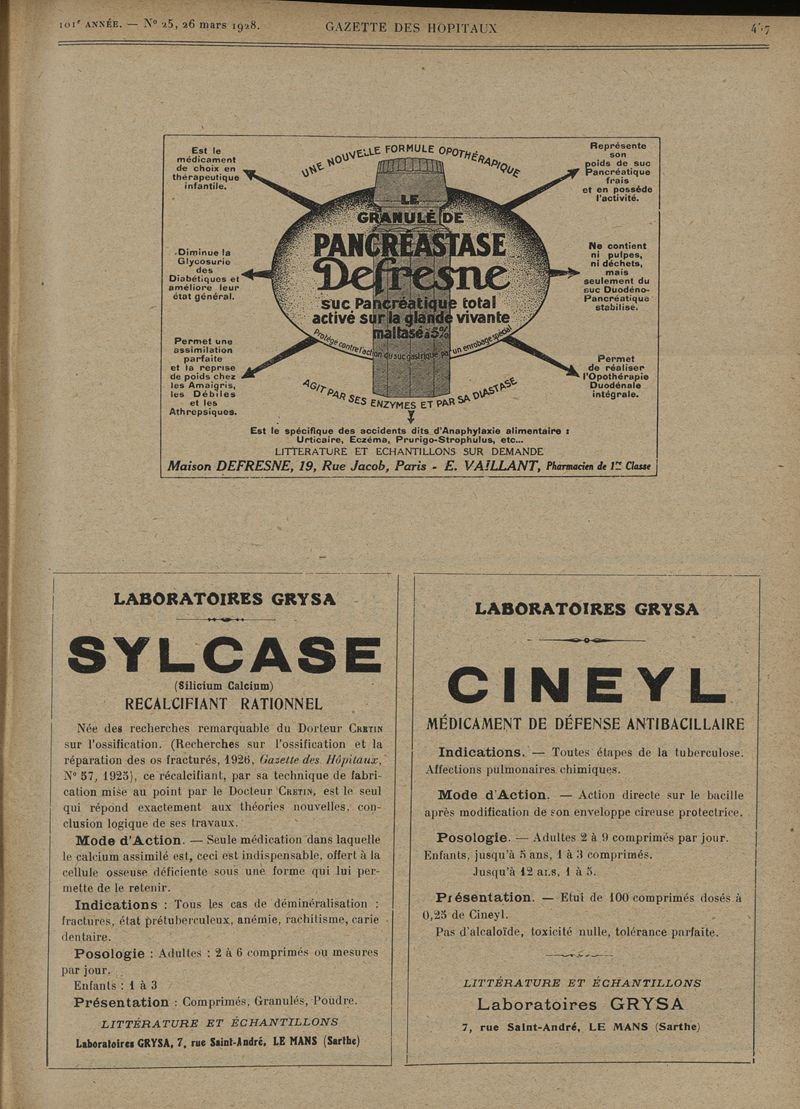 101e ANNÉE. — No 25, 26 mars 1928.
GAZETTE DES HOPITAUX
UNE NOUVELLE FORMULE OPOTHÉRAPIQUE
Est le
médicament
de choix en
thérapeutique
infantile.
Diminue la
Glycosurie
des
Diabétiques et
améliore leur
état général.
Permet une
assimilation
parfaite
et la reprise
de poids chez
les Amaigris,
les Débiles
et les
Athrepsiques.
LE
GRANULÉ DE
PANCRÉASTASE
Defresne
suc Pancréatique total
activé sur la glande vivante
maltasé à 5%
Protégé contre l'action du suc gastrique par un enrobage spécial
AGIT PAR SES ENZYMES ET PAR SA DIASTASE
Représente
son
poids de suc
Pancréatique
frais
et en possède
l'activité.
Ne contient
ni pulpes,
ni déchets,
mais
seulement du
suc Duodéno-
Pancréatique
stabilisé.
Permet
de réaliser
l'Opothérapie
Duodénale
intégrale.
Est le spécifique des accidents dits d'Anaphylaxie alimentaire :
Urticaire, Eczéma, Prurigo-Strophulus, etc...
LITTERATURE ET ECHANTILLONS SUR DEMANDE
Maison DEFRESNE, 19, Rue Jacob, Paris - E. VAILLANT, Pharmacien de 1re Classe
LABORATOIRES GRYSA
SYLCASE
(Silicium Calcium)
RECALCIFIANT RATIONNEL
Née des recherches remarquable du Dorteur CRETIN
sur l'ossification. (Recherches sur l'ossification et la
réparation des os fracturés, 1926, Gazette des Hôpitaux,
No 57, 1925), ce récalcifiant, par sa technique de fabri-
cation mise au point par le Docteur CRETIN, est le seul
qui répond exactement aux théories nouvelles, con-
clusion logique de ses travaux.
Mode d'Action. — Seule médication dans laquelle
le calcium assimilé est, ceci est indispensable, offert à la
cellule osseuse déficiente sous une forme qui lui per-
mette de le retenir.
Indications : Tous les cas de déminéralisation :
fractures, état prétuberculeux, anémie, rachitisme, carie
dentaire.
Posologie : Adultes : 2 à 6 comprimés ou mesures
par jour.
Enfants : 1 à 3
Présentation : Comprimés, Granulés, Poudre.
LITTÉRATURE ET ÉCHANTILLONS
Laboratoires GRYSA, 7, rue Saint-André, LE MANS (Sarthe)
LABORATOIRES GRYSA
CINEYL
MÉDICAMENT DE DÉFENSE ANTIBACILLAIRE
Indications. — Toutes étapes de la tuberculose.
Affections pulmonaires chimiques.
Mode d'Action. — Action directe sur le bacille
après modification de son enveloppe cireuse protectrice.
Posologie. — Adultes 2 à 9 comprimés par jour.
Enfants, jusqu'à 5 ans, 1 à 3 comprimés.
Jusqu'à 12 ans, 1 à 5.
Présentation. — Etui de 100 comprimés dosés à
0,25 de Cineyl.
Pas d'alcaloïde, toxicité nulle, tolérance parfaite.
LITTÉRATURE ET ÉCHANTILLONS
Laboratoires GRYSA
7, rue Saint-André, LE MANS (Sarthe)